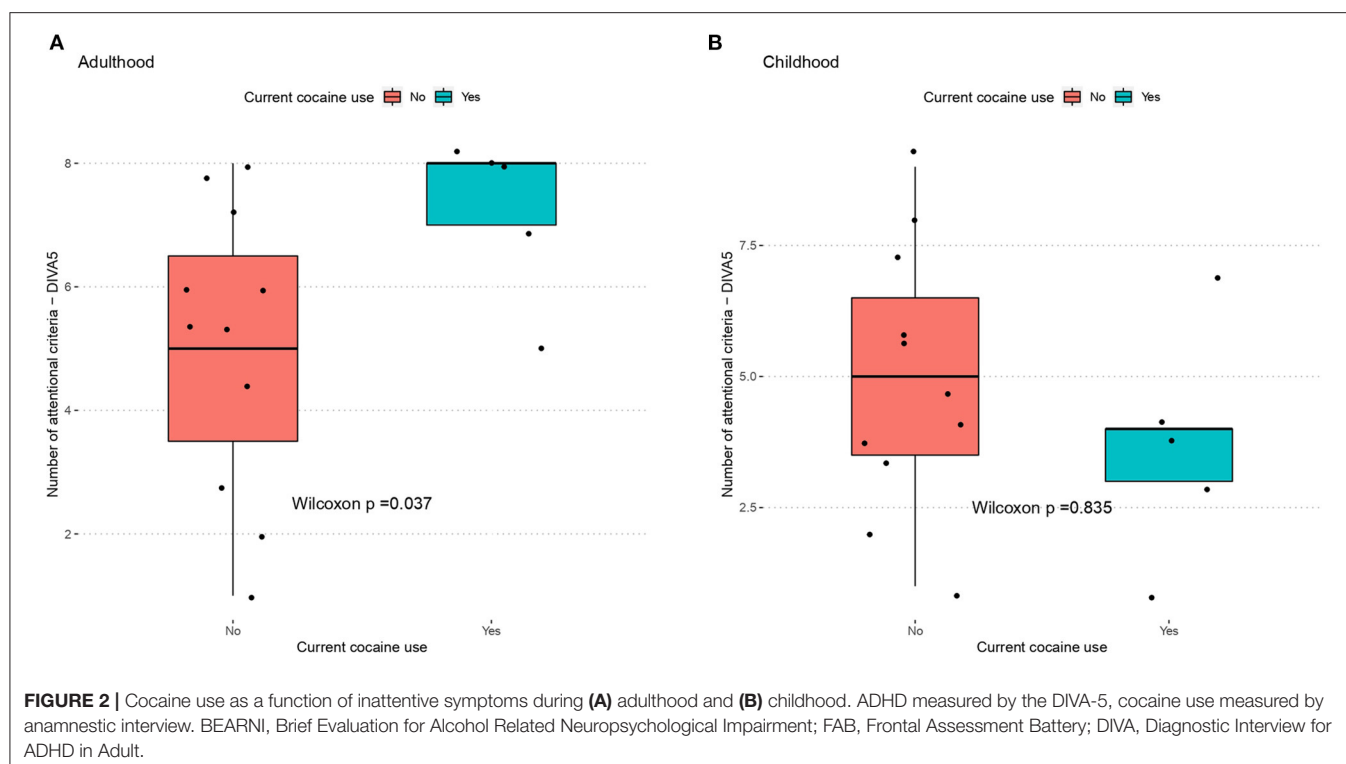 A
Adulthood
Current cocaine use No Yes
Number of attentional criteria – DIVA5
8
6
4
2
Wilcoxon p =0.037
No Yes
Current cocaine use
B
Childhood
Current cocaine use No Yes
Number of attentional criteria – DIVA5
7.5
5.0
2.5
Wilcoxon p =0.835
No Yes
Current cocaine use
FIGURE 2 | Cocaine use as a function of inattentive symptoms during (A) adulthood and (B) childhood. ADHD measured by the DIVA-5, cocaine use measured by
anamnestic interview. BEARNI, Brief Evaluation for Alcohol Related Neuropsychological Impairment; FAB, Frontal Assessment Battery; DIVA, Diagnostic Interview for
ADHD in Adult.